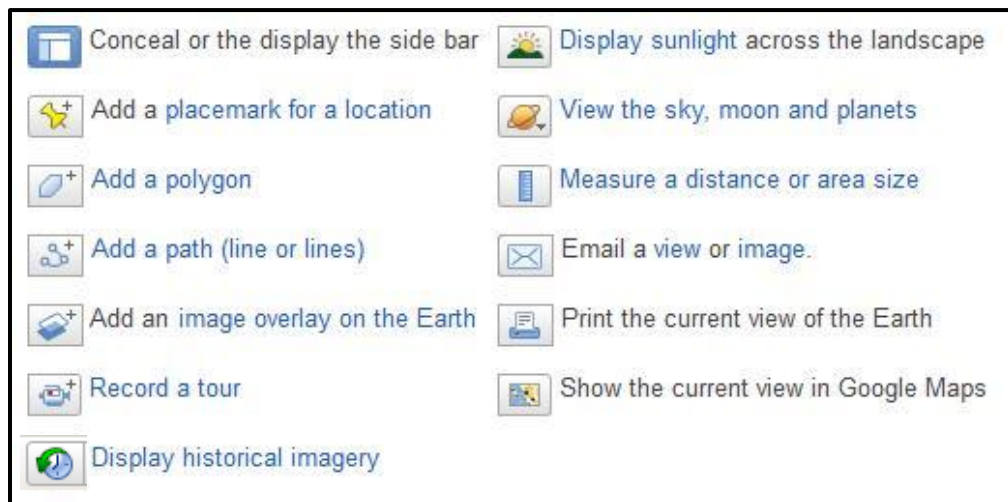 Conceal or the display the side bar
Add a placemark for a location
Add a polygon
Add a path (line or lines)
Add an image overlay on the Earth
Record a tour
Display historical imagery
Display sunlight across the landscape
View the sky, moon and planets
Measure a distance or area size
Email a view or image.
Print the current view of the Earth
Show the current view in Google Maps